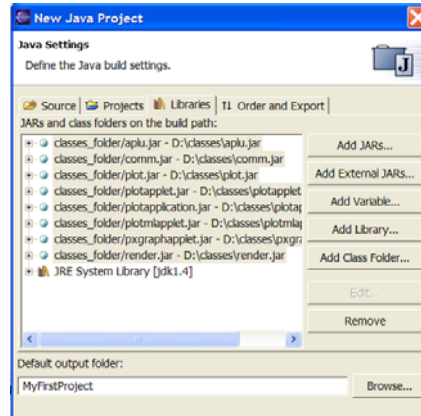 New Java Project
Java Settings
Define the Java build settings.
Source Projects Libraries Order and Export
JARs and class folders on the build path:
classes_folder/aplu.jar - D:\classes\aplu.jar
classes_folder/comm.jar - D:\classes\comm.jar
classes_folder/plot.jar - D:\classes\plot.jar
classes_folder/plotapplet.jar - D:\classes\plotapplet
classes_folder/plotapplication.jar - D:\classes\plotap
classes_folder/plotmlapplet.jar - D:\classes\plotmlap
classes_folder/pxgraphapplet.jar - D:\classes\pxgra
classes_folder/render.jar - D:\classes\render.jar
JRE System Library [jdk1.4]
Add JARs...
Add External JARs...
Add Variable...
Add Library...
Add Class Folder...
Edit...
Remove
Default output folder:
MyFirstProject
Browse...